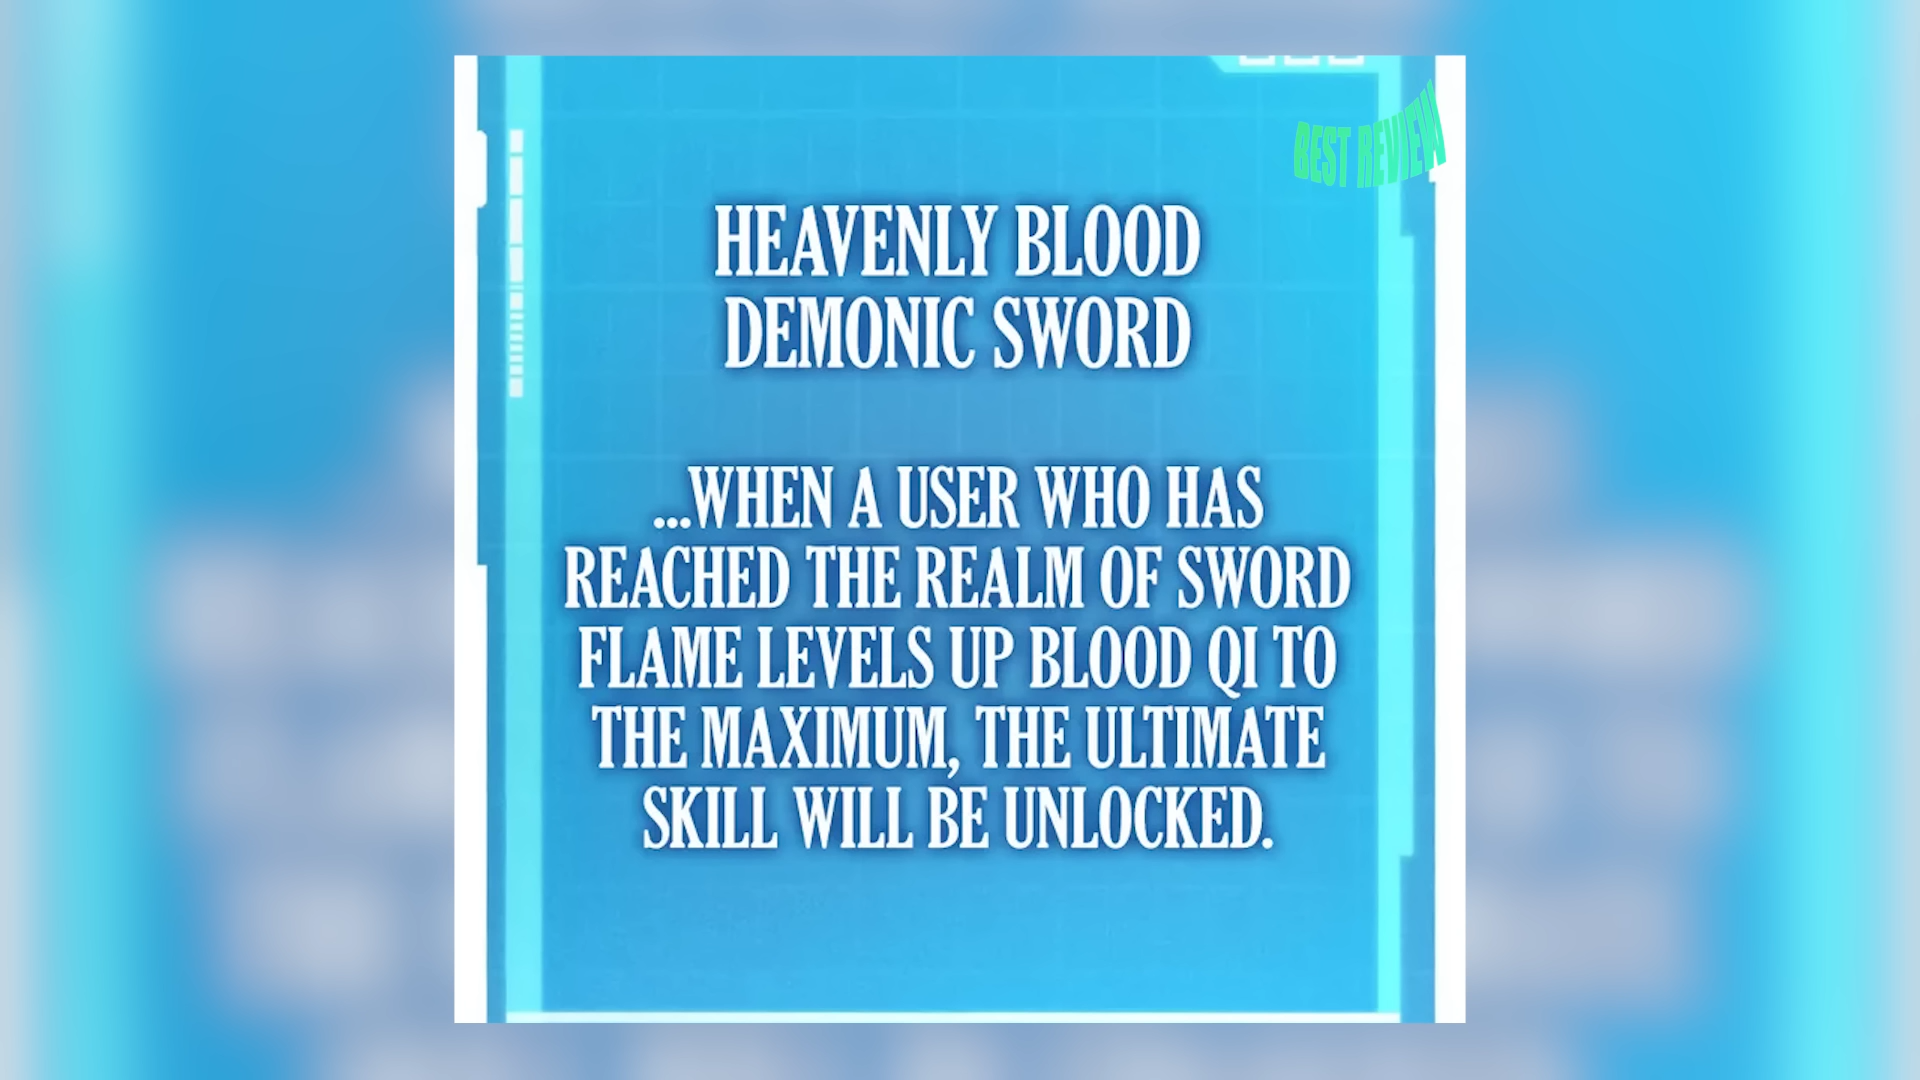 BEST REVIEW
HEAVENLY BLOOD
DEMONIC SWORD
...WHEN A USER WHO HAS
REACHED THE REALM OF SWORD
FLAME LEVELS UP BLOOD QI TO
THE MAXIMUM, THE ULTIMATE
SKILL WILL BE UNLOCKED.